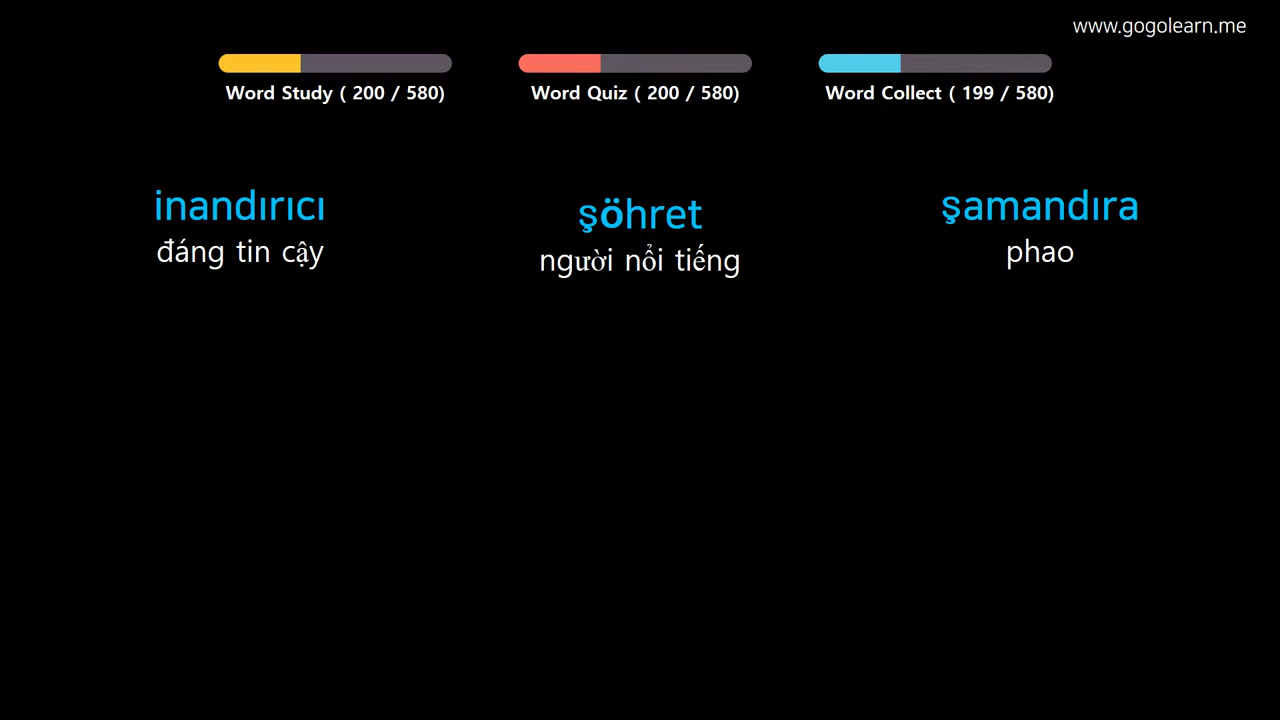 www.gogolearn.me
Word Study ( 200 / 580)
Word Quiz ( 200 / 580)
Word Collect ( 199 / 580)
inandırıcı
đáng tin cậy
şöhret
người nổi tiếng
şamandıra
phao